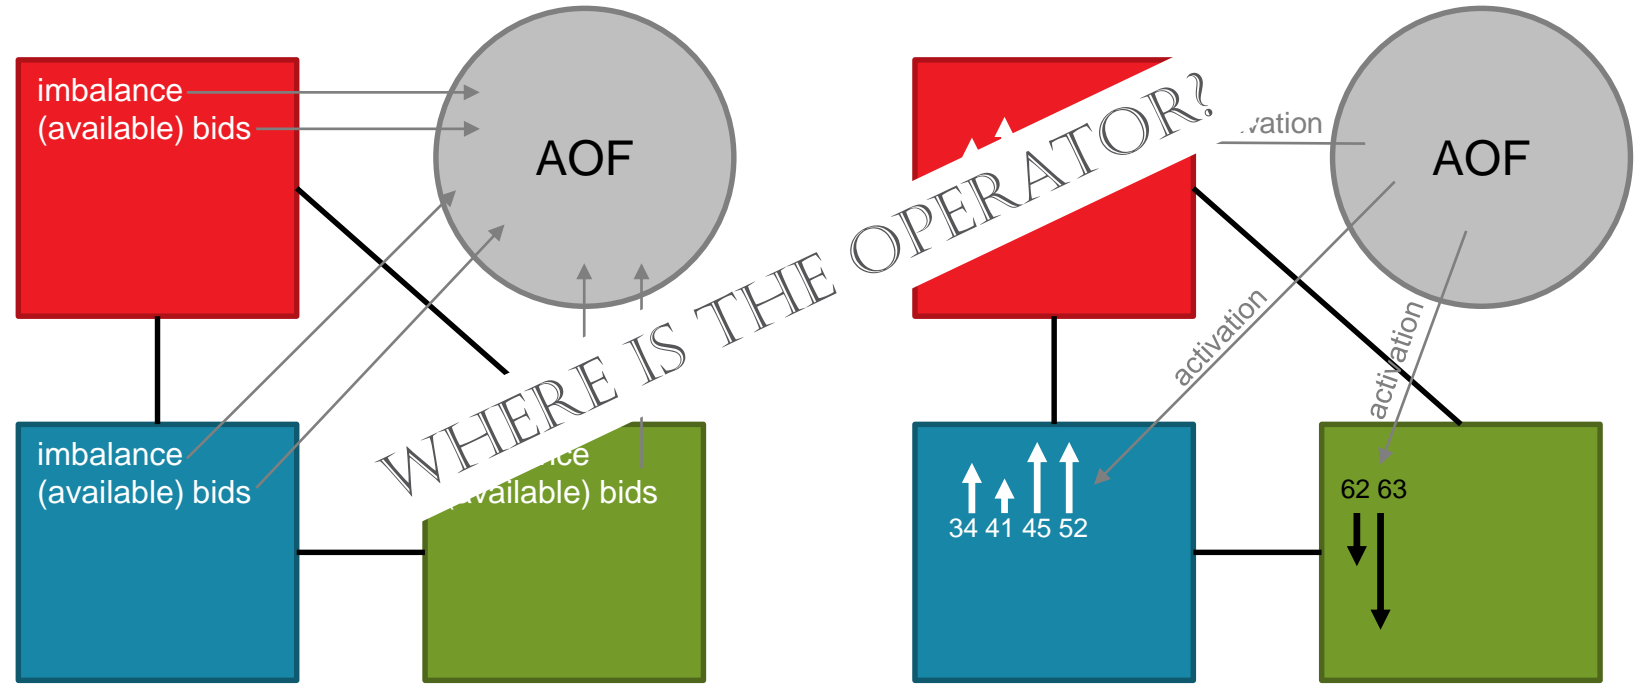 imbalance
(available) bids
AOF
imbalance
(available) bids
(available) bids
WHERE IS THE OPERATOR?
AOF
activation
activation
34 41 45 52
62 63